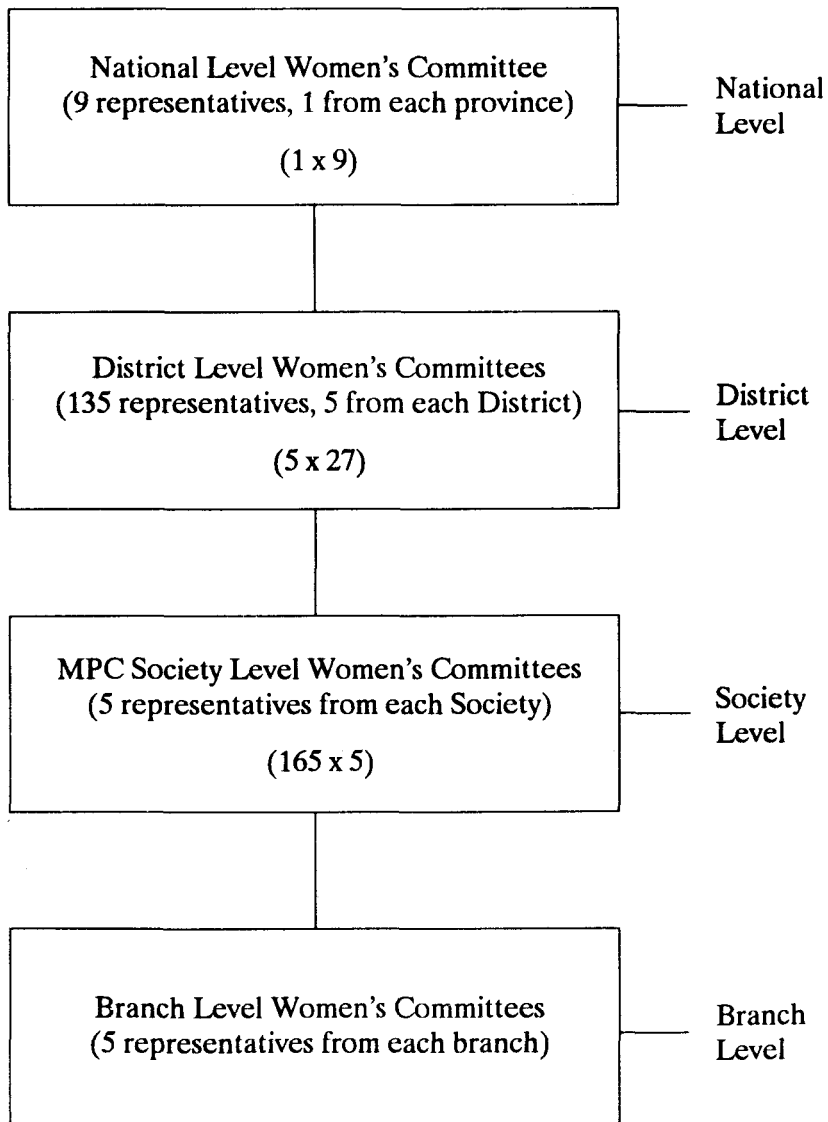 National Level Women's Committee
(9 representatives, 1 from each province)
(1 x 9)
National
Level
District Level Women's Committees
(135 representatives, 5 from each District)
(5 x 27)
District
Level
MPC Society Level Women's Committees
(5 representatives from each Society)
(165 x 5)
Society
Level
Branch Level Women's Committees
(5 representatives from each branch)
Branch
Level